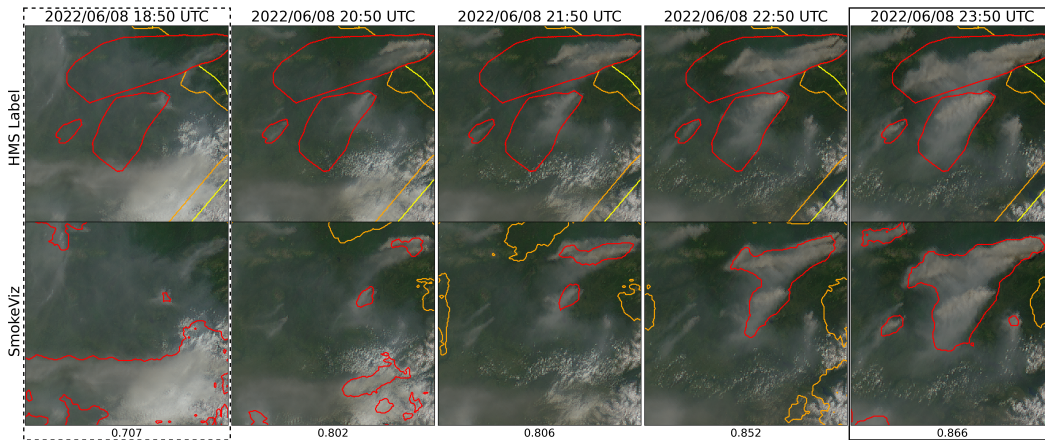 2022/06/08 18:50 UTC
2022/06/08 20:50 UTC
2022/06/08 21:50 UTC
2022/06/08 22:50 UTC
2022/06/08 23:50 UTC
HMS Label
SmokeViz
0.707
0.802
0.806
0.852
0.866